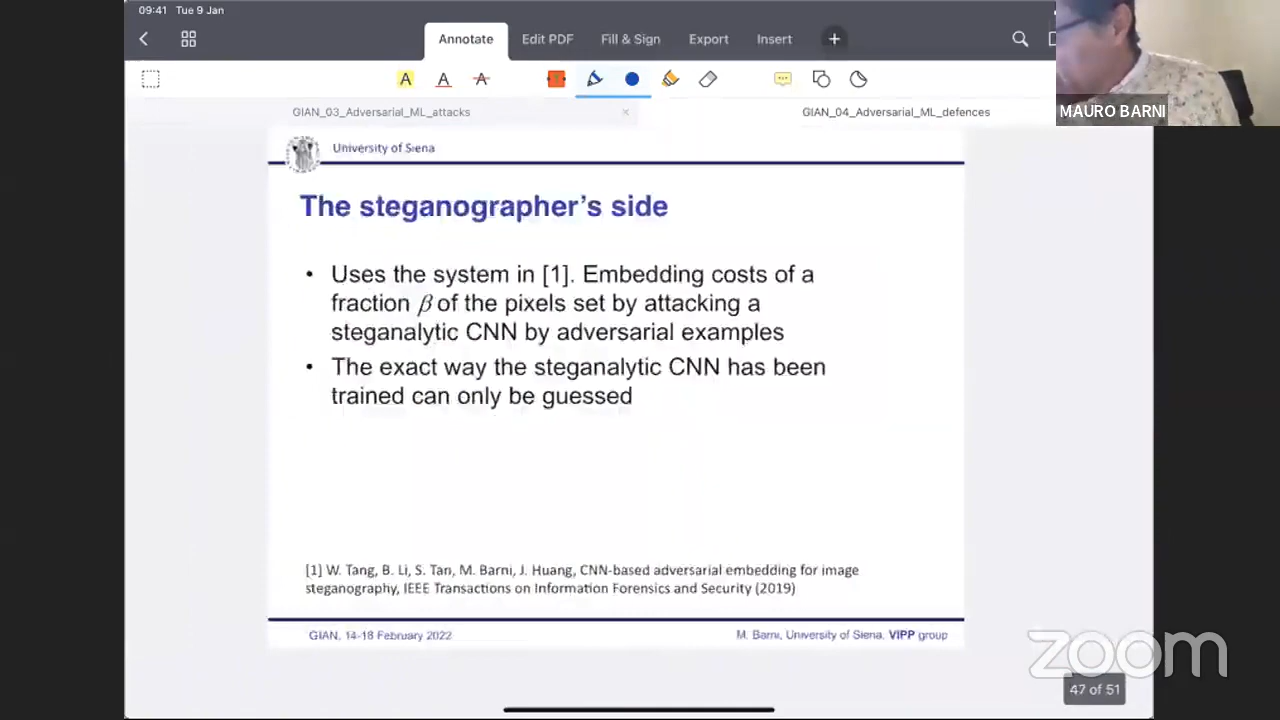 09:41 Tue 9 Jan
Annotate Edit PDF Fill & Sign Export Insert
A A A
MAURO BARNI
GIAN_03_Adversarial_ML_attacks × GIAN_04_Adversarial_ML_defences
University of Siena
The steganographer's side
• Uses the system in [1]. Embedding costs of a
fraction β of the pixels set by attacking a
steganalytic CNN by adversarial examples
• The exact way the steganalytic CNN has been
trained can only be guessed
[1] W. Tang, B. Li, S. Tan, M. Barni, J. Huang, CNN-based adversarial embedding for image
steganography, IEEE Transactions on Information Forensics and Security (2019)
GIAN, 14-18 February 2022 M. Barni, University of Siena, VIPP group
zoom
47 of 51